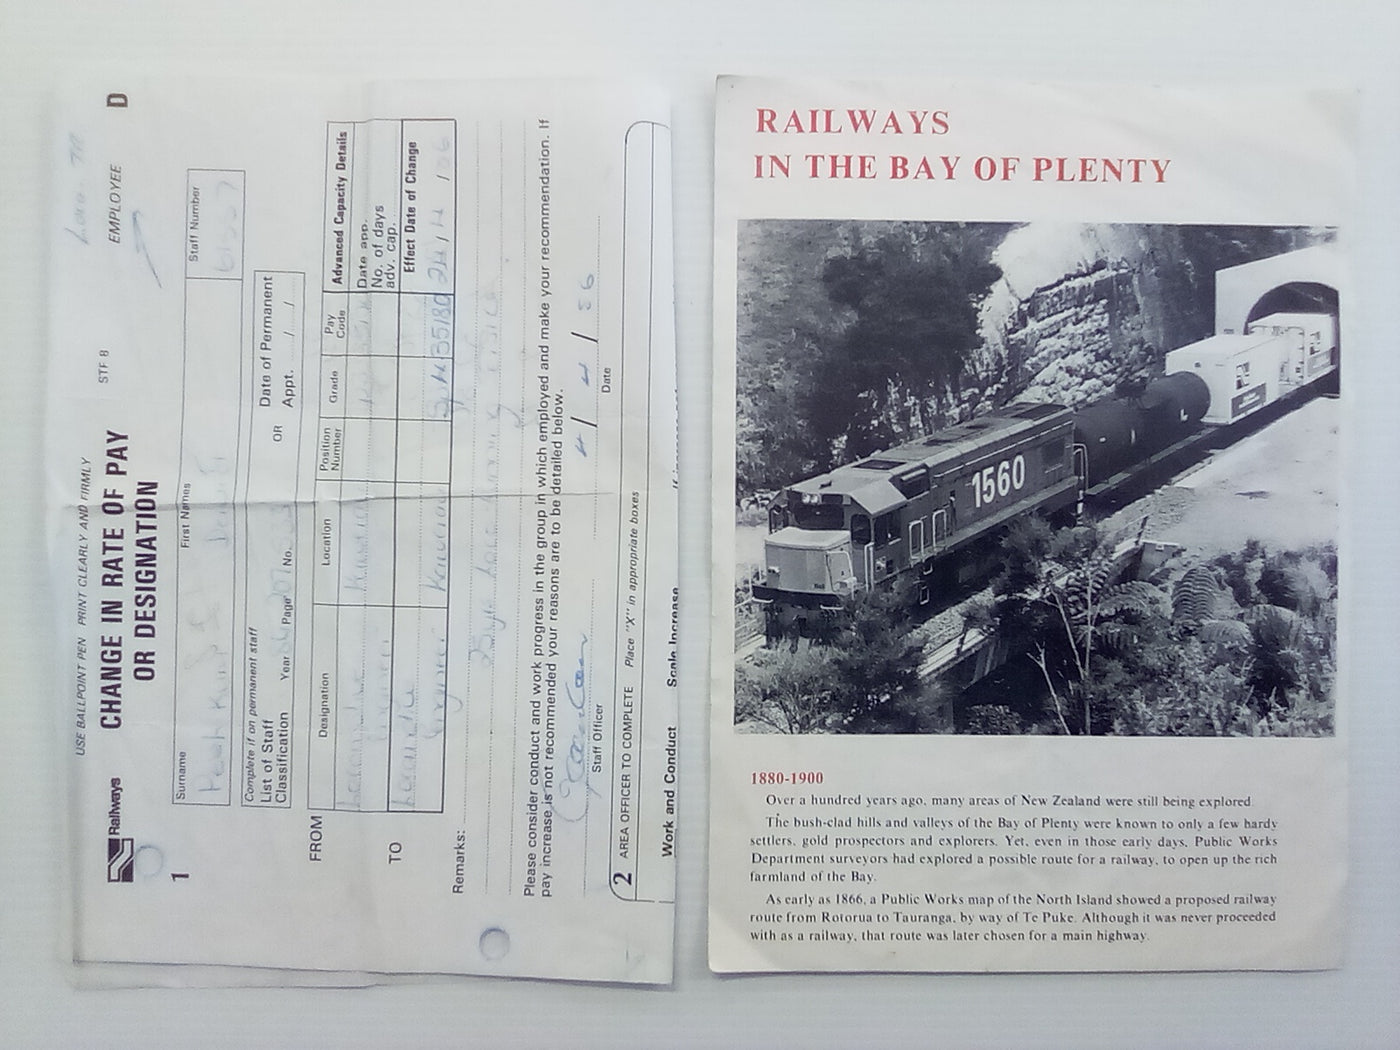 USE BALLPOINT PEN PRINT CLEARLY AND FIRMLY
Railways
CHANGE IN RATE OF PAY
OR DESIGNATION
STF 8
EMPLOYEE
D
1
Surname
First Names
Staff Number
Complete if on permanent staff
List of Staff
Classification
Year
Page
No.
OR
Date of Permanent
Appt. / /
FROM
Designation
Location
Position Number
Grade
Pay Code
Advanced Capacity Details
Date app.
No. of days
adv. cap.
TO
Effect Date of Change
Remarks:
Please consider conduct and work progress in the group in which employed and make your recommendation. If
pay increase is not recommended your reasons are to be detailed below.
Staff Officer
Date
2 AREA OFFICER TO COMPLETE Place "X" in appropriate boxes
Work and Conduct
Scale Increase
RAILWAYS
IN THE BAY OF PLENTY
1560
1880-1900
Over a hundred years ago, many areas of New Zealand were still being explored.
The bush-clad hills and valleys of the Bay of Plenty were known to only a few hardy
settlers, gold prospectors and explorers. Yet, even in those early days, Public Works
Department surveyors had explored a possible route for a railway, to open up the rich
farmland of the Bay.
As early as 1866, a Public Works map of the North Island showed a proposed railway
route from Rotorua to Tauranga, by way of Te Puke. Although it was never proceeded
with as a railway, that route was later chosen for a main highway.